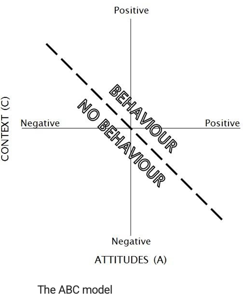 Positive
BEHAVIOUR
NO BEHAVIOUR
CONTEXT (C)
Negative
Positive
Negative
ATTITUDES (A)
The ABC model